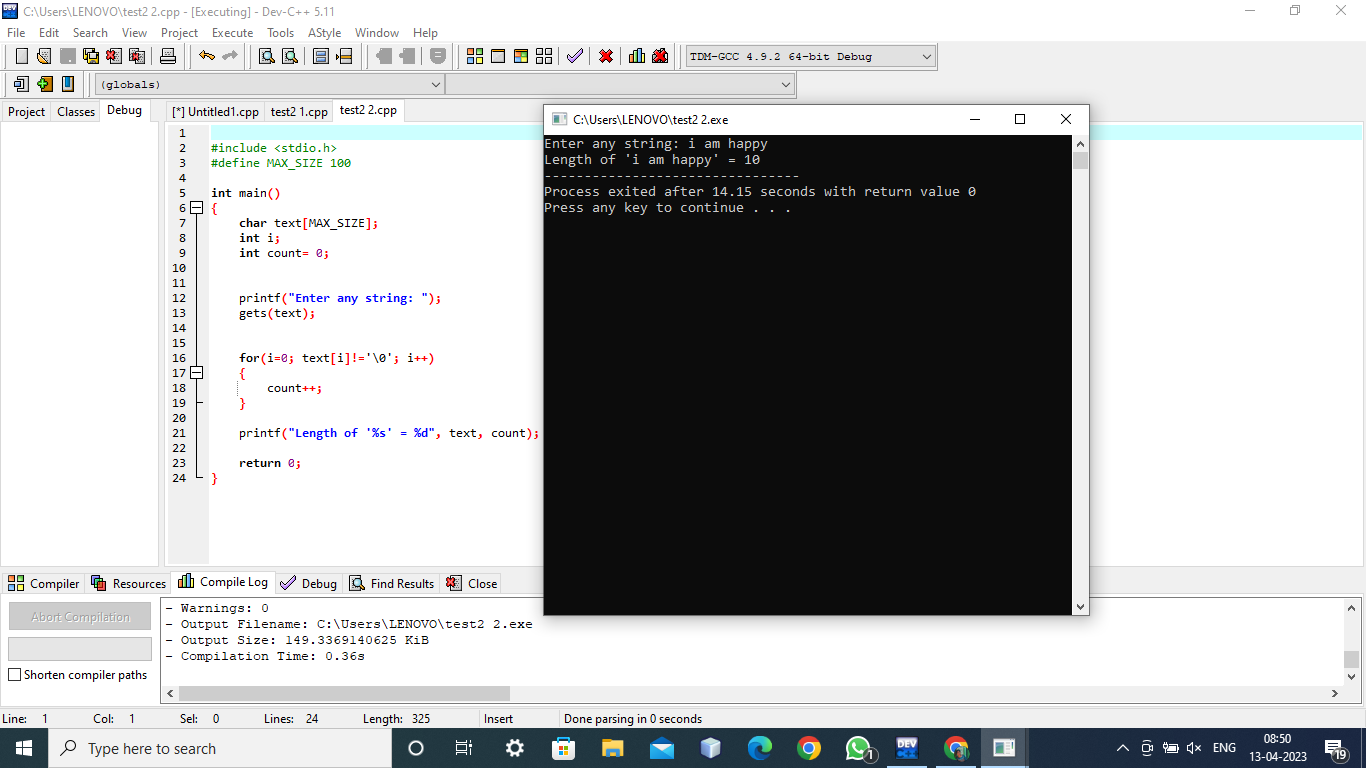 C:\Users\LENOVO\test2 2.cpp - [Executing] - Dev-C++ 5.11
File Edit Search View Project Execute Tools AStyle Window Help
TDM-GCC 4.9.2 64-bit Debug
(globals)
Project Classes Debug
[*] Untitled1.cpp test2 1.cpp test2 2.cpp
1
2 #include <stdio.h>
3 #define MAX_SIZE 100
4
5 int main()
6 {
7 char text[MAX_SIZE];
8 int i;
9 int count= 0;
10
11
12 printf("Enter any string: ");
13 gets(text);
14
15
16 for(i=0; text[i]!='\0'; i++)
17 {
18 count++;
19 }
20
21 printf("Length of '%s' = %d", text, count);
22
23 return 0;
24 }
C:\Users\LENOVO\test2 2.exe
Enter any string: i am happy
Length of 'i am happy' = 10
--------------------------------
Process exited after 14.15 seconds with return value 0
Press any key to continue . . .
Compiler Resources Compile Log Debug Find Results Close
Abort Compilation
Shorten compiler paths
- Warnings: 0
- Output Filename: C:\Users\LENOVO\test2 2.exe
- Output Size: 149.3369140625 KiB
- Compilation Time: 0.36s
Line: 1 Col: 1 Sel: 0 Lines: 24 Length: 325 Insert Done parsing in 0 seconds
Type here to search
DEV
C++
1
ENG
08:50
13-04-2023
19